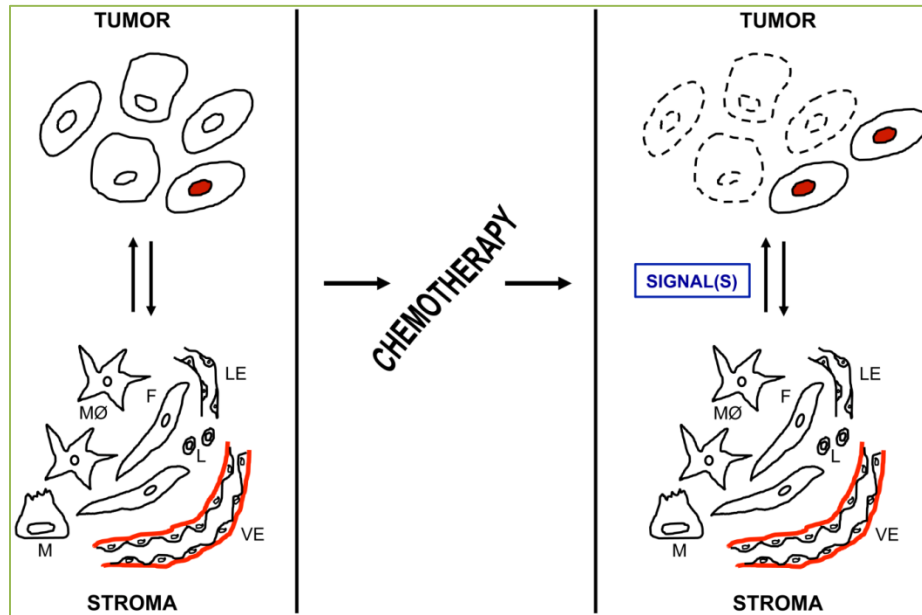 TUMOR
MØ
F
LE
L
M
VE
STROMA
CHEMOTHERAPY
TUMOR
SIGNAL(S)
MØ
F
LE
L
M
VE
STROMA